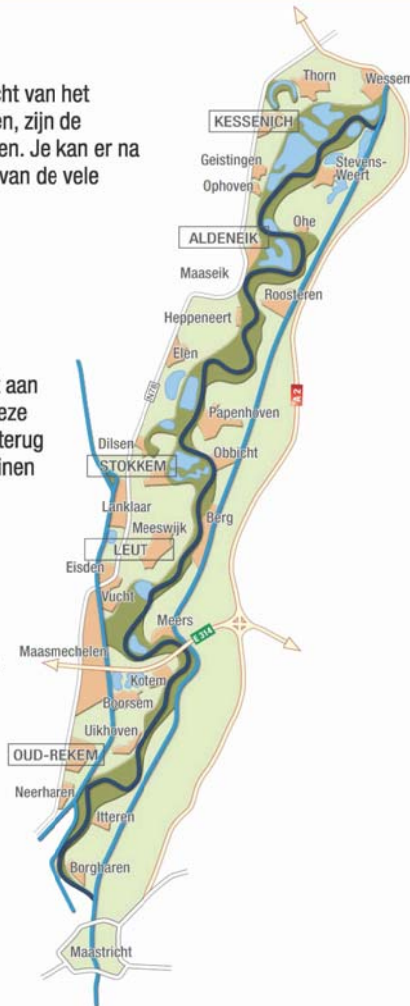 cht van het
en, zijn de
en. Je kan er na
van de vele
t aan
eze
terug
inen
Thorn
Wessem
KESSENICH
Geistingen
Stevens-
Weert
Ophoven
Ohe
ALDENEIK
Maaseik
Roosteren
Heppeneert
Elen
N78
A 2
Papenhoven
Dilsen
Obbicht
STOKKEM
Lanklaar
Berg
Meeswijk
LEUT
Eisden
Vucht
Meers
E 314
Maasmechelen
Kotem
Boorsem
Uikhoven
OUD-REKEM
Neerharen
Itteren
Borgharen
Maastricht